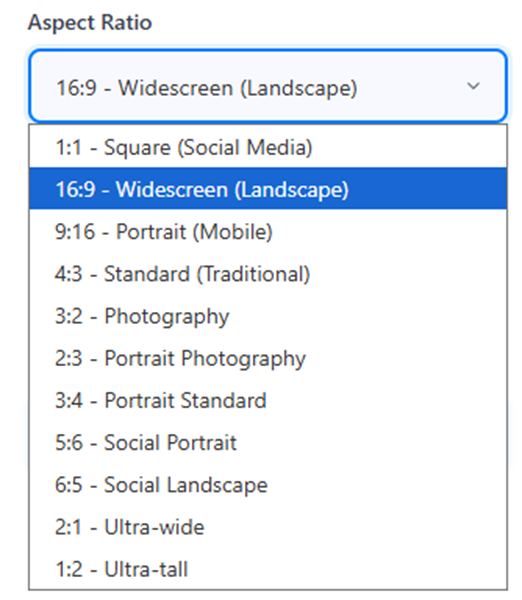 Aspect Ratio
16:9 - Widescreen (Landscape)
1:1 - Square (Social Media)
16:9 - Widescreen (Landscape)
9:16 - Portrait (Mobile)
4:3 - Standard (Traditional)
3:2 - Photography
2:3 - Portrait Photography
3:4 - Portrait Standard
5:6 - Social Portrait
6:5 - Social Landscape
2:1 - Ultra-wide
1:2 - Ultra-tall